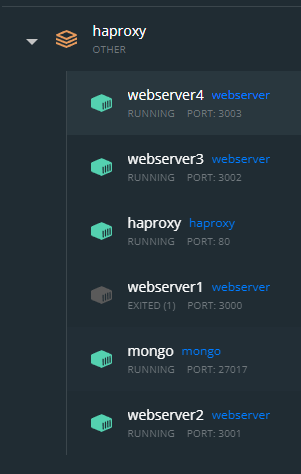 haproxy
OTHER
webserver4 webserver
RUNNING PORT: 3003
webserver3 webserver
RUNNING PORT: 3002
haproxy haproxy
RUNNING PORT: 80
webserver1 webserver
EXITED (1) PORT: 3000
mongo mongo
RUNNING PORT: 27017
webserver2 webserver
RUNNING PORT: 3001